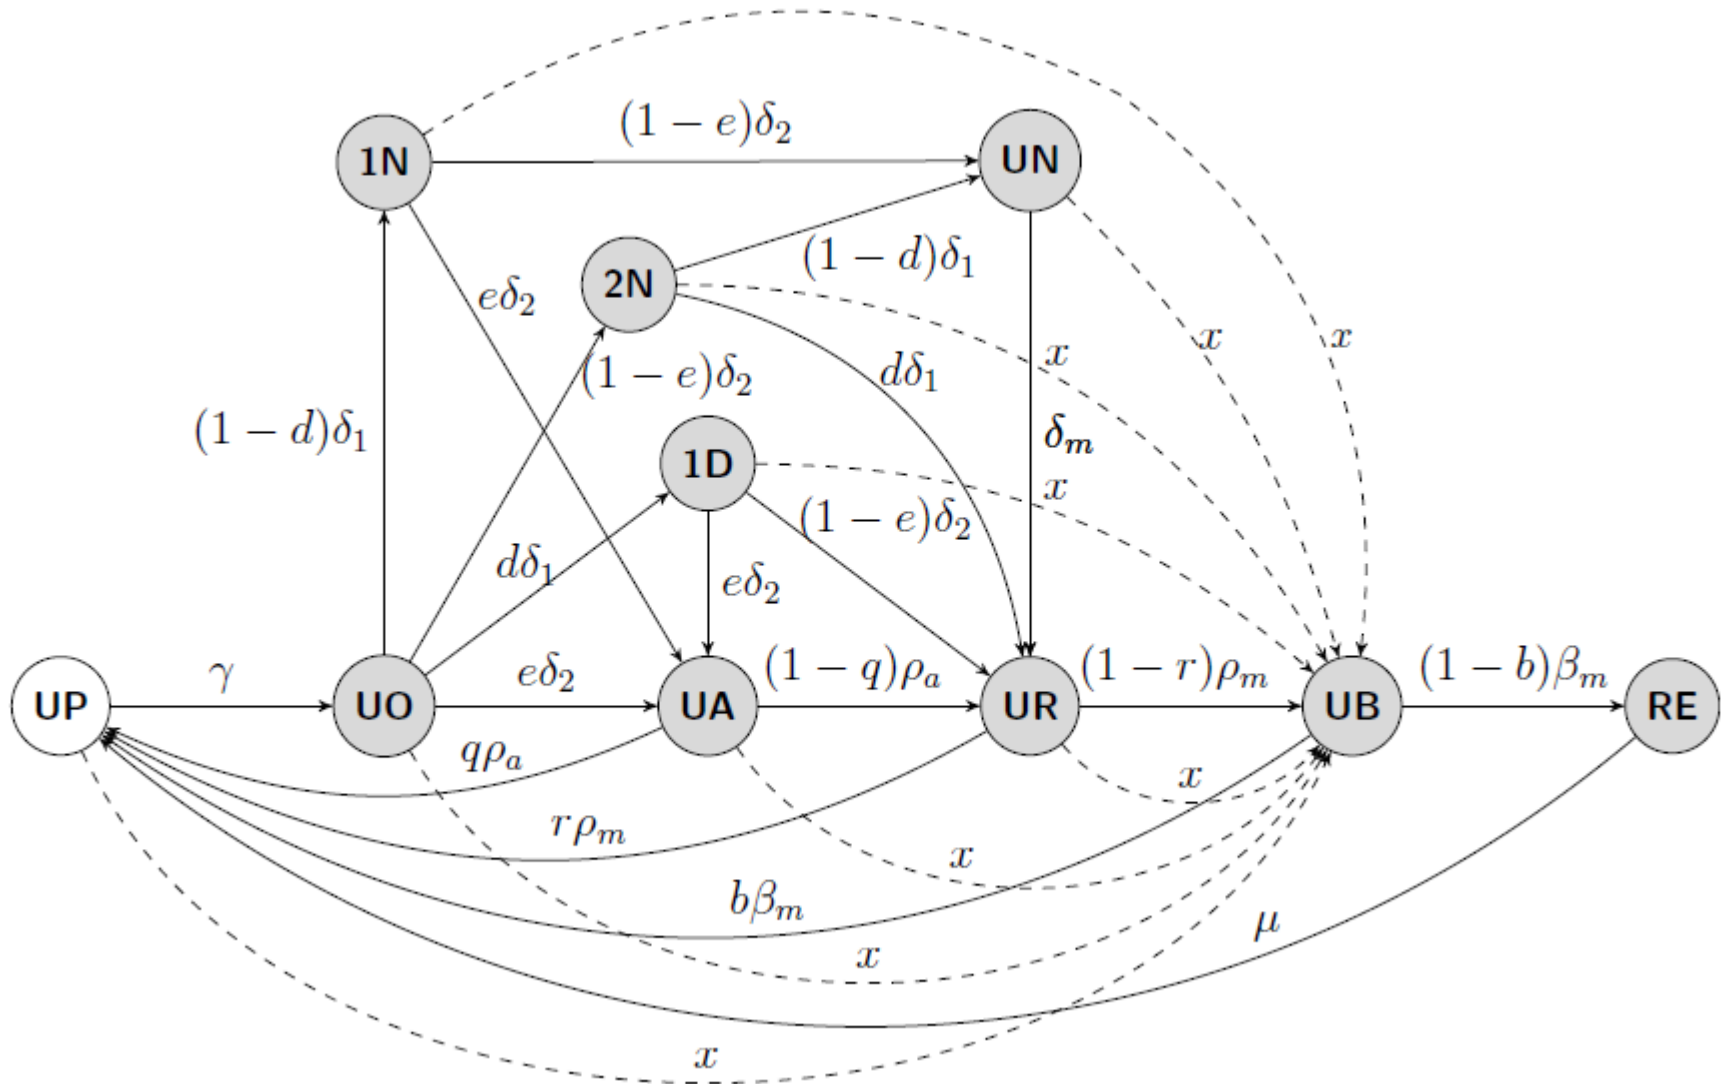 (1 − e)δ₂
1N
UN
(1 − d)δ₁
eδ₂
2N
x
x
x
(1 − e)δ₂
dδ₁
(1 − d)δ₁
δₘ
1D
x
(1 − e)δ₂
dδ₁
eδ₂
γ
eδ₂
(1 − q)ρₐ
(1 − r)ρₘ
(1 − b)βₘ
UP
UO
UA
UR
UB
RE
qρₐ
x
rρₘ
x
bβₘ
μ
x
x